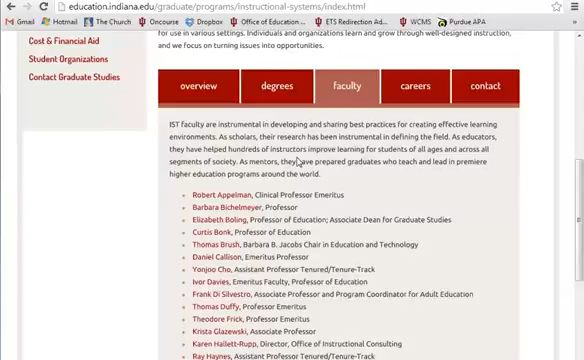 education.indiana.edu/graduate/programs/instructional-systems/index.html
Gmail Hotmail The Church Oncourse Dropbox Office of Education ... ETS Redirection Ad... WCMS Purdue APA
Cost & Financial Aid
Student Organizations
Contact Graduate Studies
for use in various settings. Individuals and organizations learn and grow through well-designed instruction,
and we focus on turning issues into opportunities.
overview degrees faculty careers contact
IST faculty are instrumental in developing and sharing best practices for creating effective learning
environments. As scholars, their research has been instrumental in defining the field. As educators,
they have helped hundreds of instructors improve learning for students of all ages and across all
segments of society. As mentors, they have prepared graduates who teach and lead in premiere
higher education programs around the world.
Robert Appelman, Clinical Professor Emeritus
Barbara Bichelmeyer, Professor
Elizabeth Boling, Professor of Education; Associate Dean for Graduate Studies
Curtis Bonk, Professor of Education
Thomas Brush, Barbara B. Jacobs Chair in Education and Technology
Daniel Callison, Emeritus Professor
Yonjoo Cho, Assistant Professor Tenured/Tenure-Track
Ivor Davies, Emeritus Faculty, Professor of Education
Frank Di Silvestro, Associate Professor and Program Coordinator for Adult Education
Thomas Duffy, Professor Emeritus
Theodore Frick, Professor Emeritus
Krista Glazewski, Associate Professor
Karen Hallett-Rupp, Director, Office of Instructional Consulting
Ray Haynes, Assistant Professor Tenured/Tenure-Track